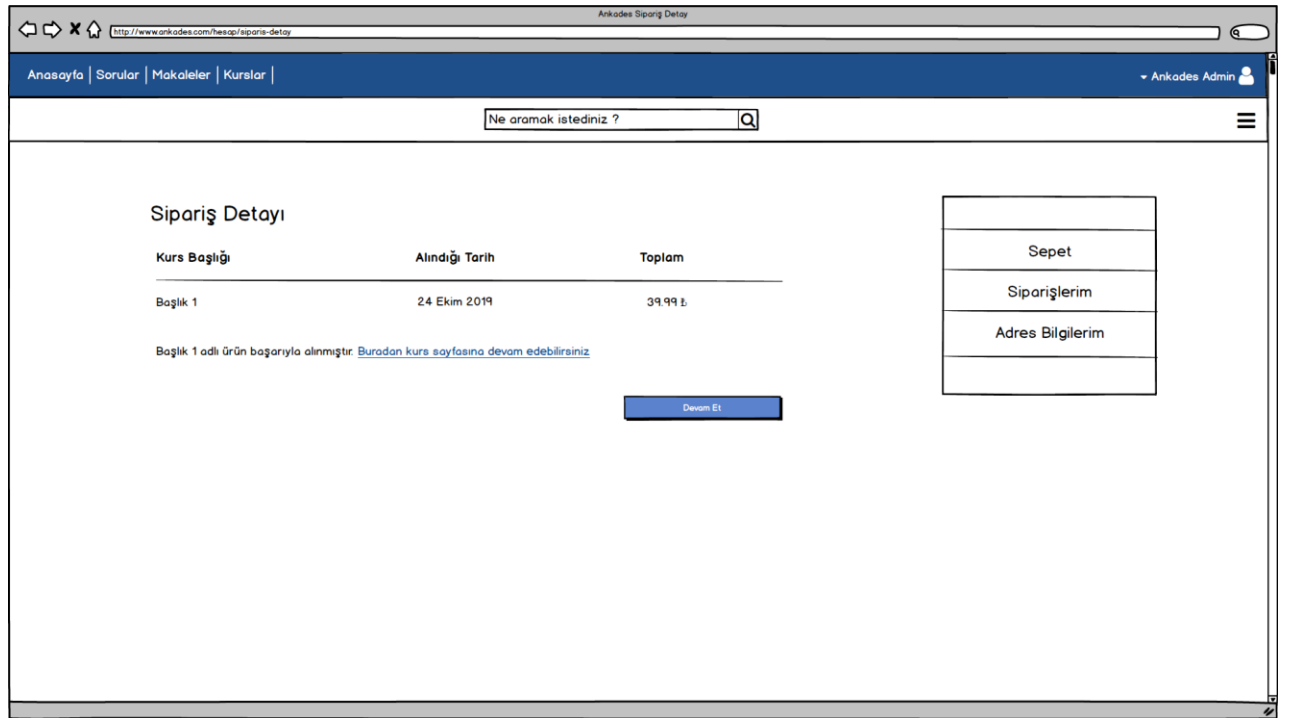 Ankades Sipariş Detay
http://www.ankades.com/hesap/siparis-detay
Anasayfa | Sorular | Makaleler | Kurslar |
Ankades Admin
Ne aramak istediniz ?
Sipariş Detayı
Kurs Başlığı Alındığı Tarih Toplam
Başlık 1 24 Ekim 2019 39.99 ₺
Başlık 1 adlı ürün başarıyla alınmıştır. Buradan kurs sayfasına devam edebilirsiniz
Devam Et
Sepet
Siparişlerim
Adres Bilgilerim